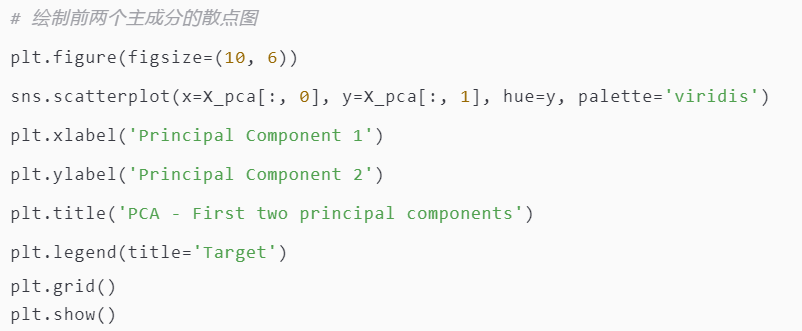 # 绘制前两个主成分的散点图
plt.figure(figsize=(10, 6))
sns.scatterplot(x=X_pca[:, 0], y=X_pca[:, 1], hue=y, palette='viridis')
plt.xlabel('Principal Component 1')
plt.ylabel('Principal Component 2')
plt.title('PCA - First two principal components')
plt.legend(title='Target')
plt.grid()
plt.show()